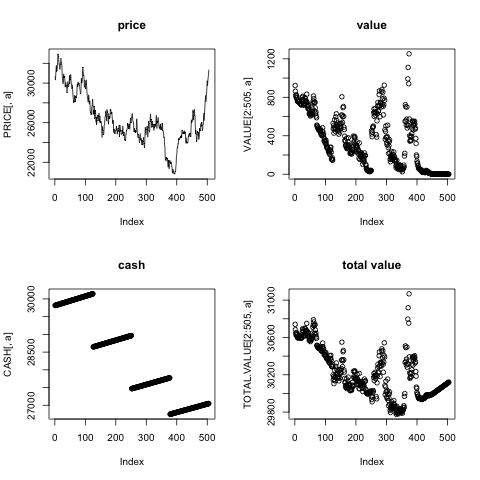 price
value
PRICE[, a]
22000 26000 30000
0 100 200 300 400 500
Index
VALUE[2:505, a]
0 400 800 1200
0 100 200 300 400 500
Index
cash
total value
CASH[, a]
27000 28500 30000
0 100 200 300 400 500
Index
TOTAL.VALUE[2:505, a]
29800 30200 30600 31000
0 100 200 300 400 500
Index